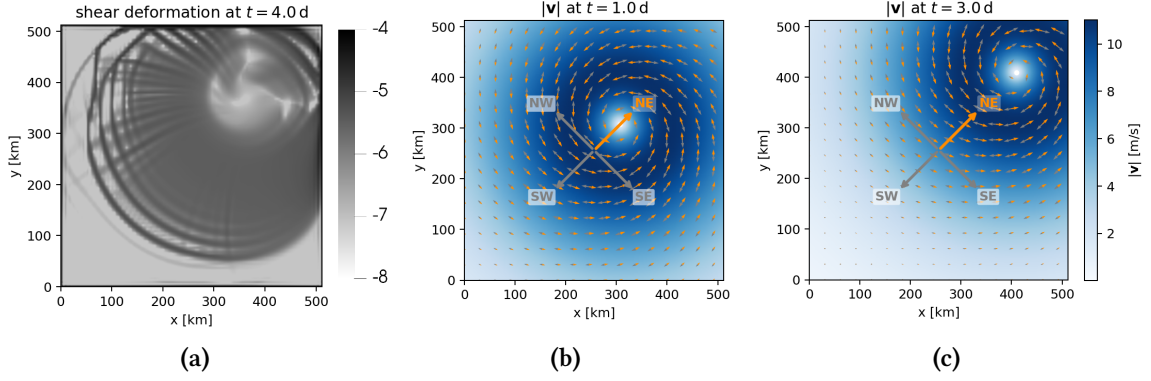 shear deformation at t = 4.0 d
y [km]
500
400
300
200
100
0
0 100 200 300 400 500
x [km]
-4
-5
-6
-7
-8
(a)
|v| at t = 1.0 d
y [km]
500
400
300
200
100
0
NW
NE
SW
SE
0 100 200 300 400 500
x [km]
(b)
|v| at t = 3.0 d
y [km]
500
400
300
200
100
0
NW
NE
SW
SE
0 100 200 300 400 500
x [km]
10
8
6
4
2
|v| [m/s]
(c)